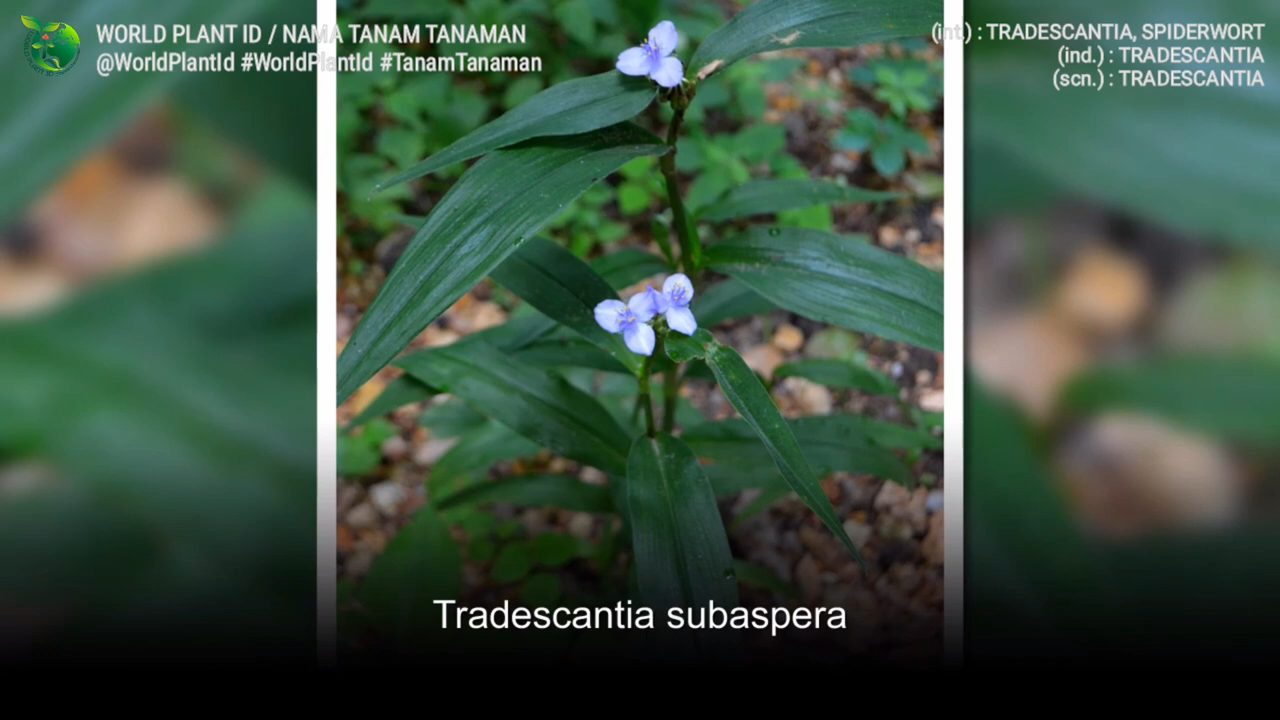 WORLD PLANT ID / NAMA TANAM TANAMAN
@WorldPlantId #WorldPlantId #TanamTanaman
(int) : TRADESCANTIA, SPIDERWORT
(ind.) : TRADESCANTIA
(scn.) : TRADESCANTIA
Tradescantia subaspera